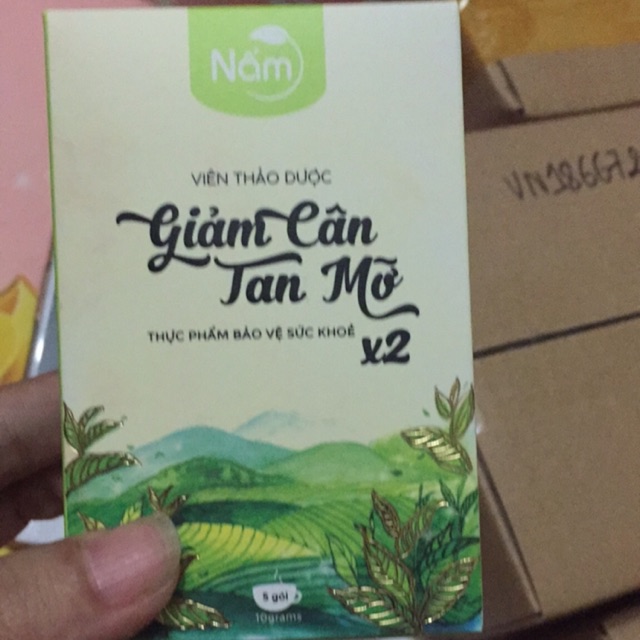 Nấm
VIÊN THẢO DƯỢC
Giảm Cân
Tan Mỡ
THỰC PHẨM BẢO VỆ SỨC KHOẺ
x2
5 gói
10grams